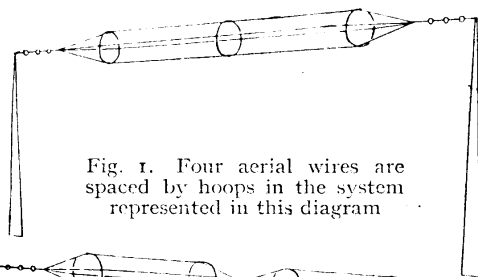 Fig. 1. Four aerial wires are
spaced by hoops in the system
represented in this diagram